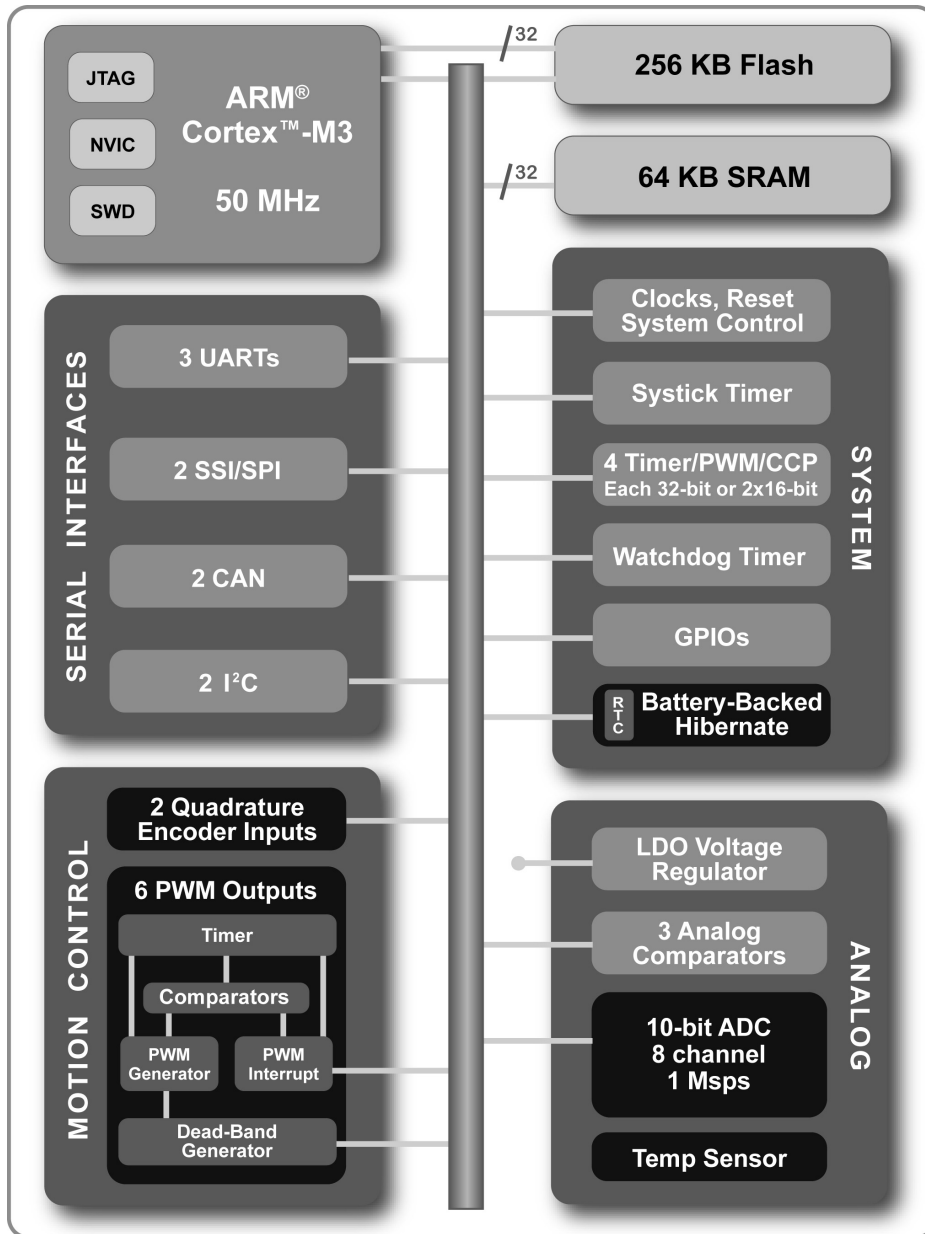 JTAG
NVIC
SWD
ARM®
Cortex™-M3
50 MHz
32
256 KB Flash
32
64 KB SRAM
SERIAL INTERFACES
3 UARTs
2 SSI/SPI
2 CAN
2 I²C
SYSTEM
Clocks, Reset
System Control
Systick Timer
4 Timer/PWM/CCP
Each 32-bit or 2x16-bit
Watchdog Timer
GPIOs
RTC
Battery-Backed
Hibernate
MOTION CONTROL
2 Quadrature
Encoder Inputs
6 PWM Outputs
Timer
Comparators
PWM
Generator
PWM
Interrupt
Dead-Band
Generator
ANALOG
LDO Voltage
Regulator
3 Analog
Comparators
10-bit ADC
8 channel
1 Msps
Temp Sensor